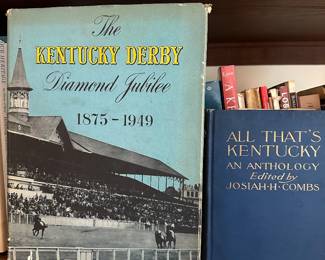 The
KENTUCKY DERBY
Diamond Jubilee
1875-1949
ALL THAT'S
KENTUCKY
AN ANTHOLOGY
Edited by
JOSIAH·H·COMBS